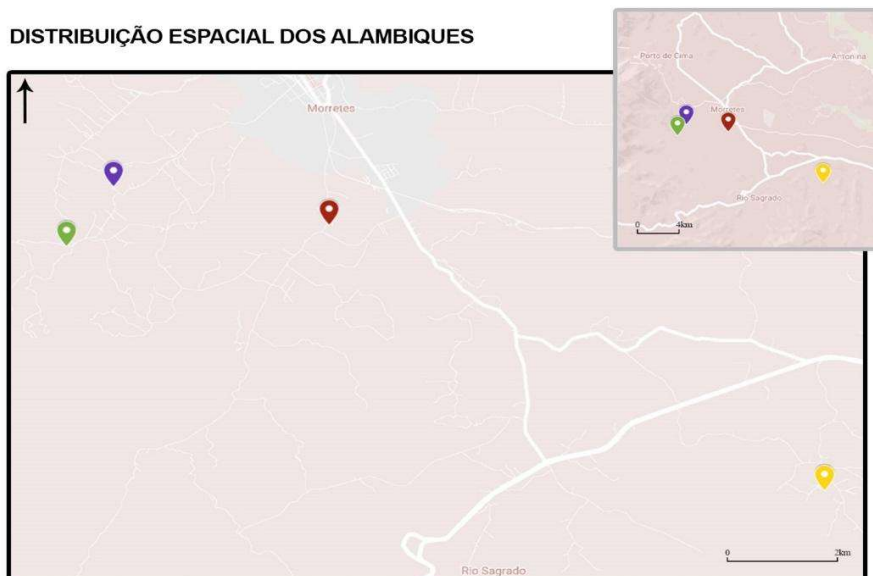 DISTRIBUIÇÃO ESPACIAL DOS ALAMBIQUES
Porto de Cima
Antonina
Morretes
Rio Sagrado
0 4km
Morretes
Rio Sagrado
0 2km